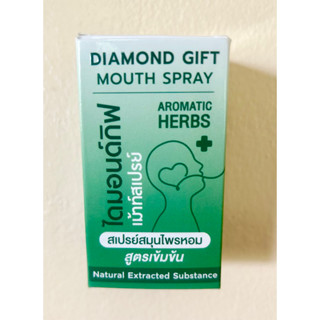 DIAMOND GIFT
MOUTH SPRAY
AROMATIC
HERBS
ไดมอนด์กิฟ
เม้าท์สเปรย์
สเปรย์สมุนไพรหอม
สูตรเข้มข้น
Natural Extracted Substance